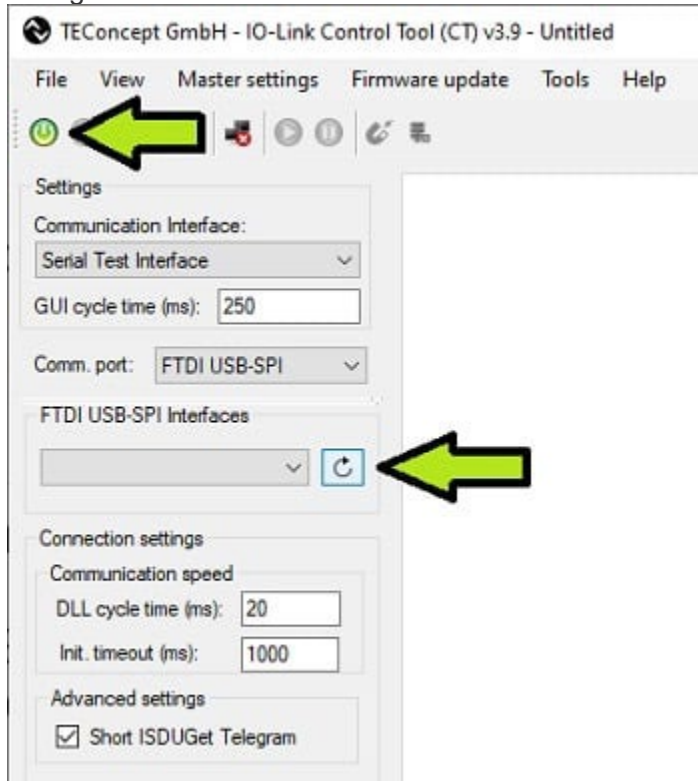 TEConcept GmbH - IO-Link Control Tool (CT) v3.9 - Untitled
File View Master settings Firmware update Tools Help
Settings
Communication Interface:
Serial Test Interface
GUI cycle time (ms): 250
Comm. port: FTDI USB-SPI
FTDI USB-SPI Interfaces
Connection settings
Communication speed
DLL cycle time (ms): 20
Init. timeout (ms): 1000
Advanced settings
Short ISDUGet Telegram